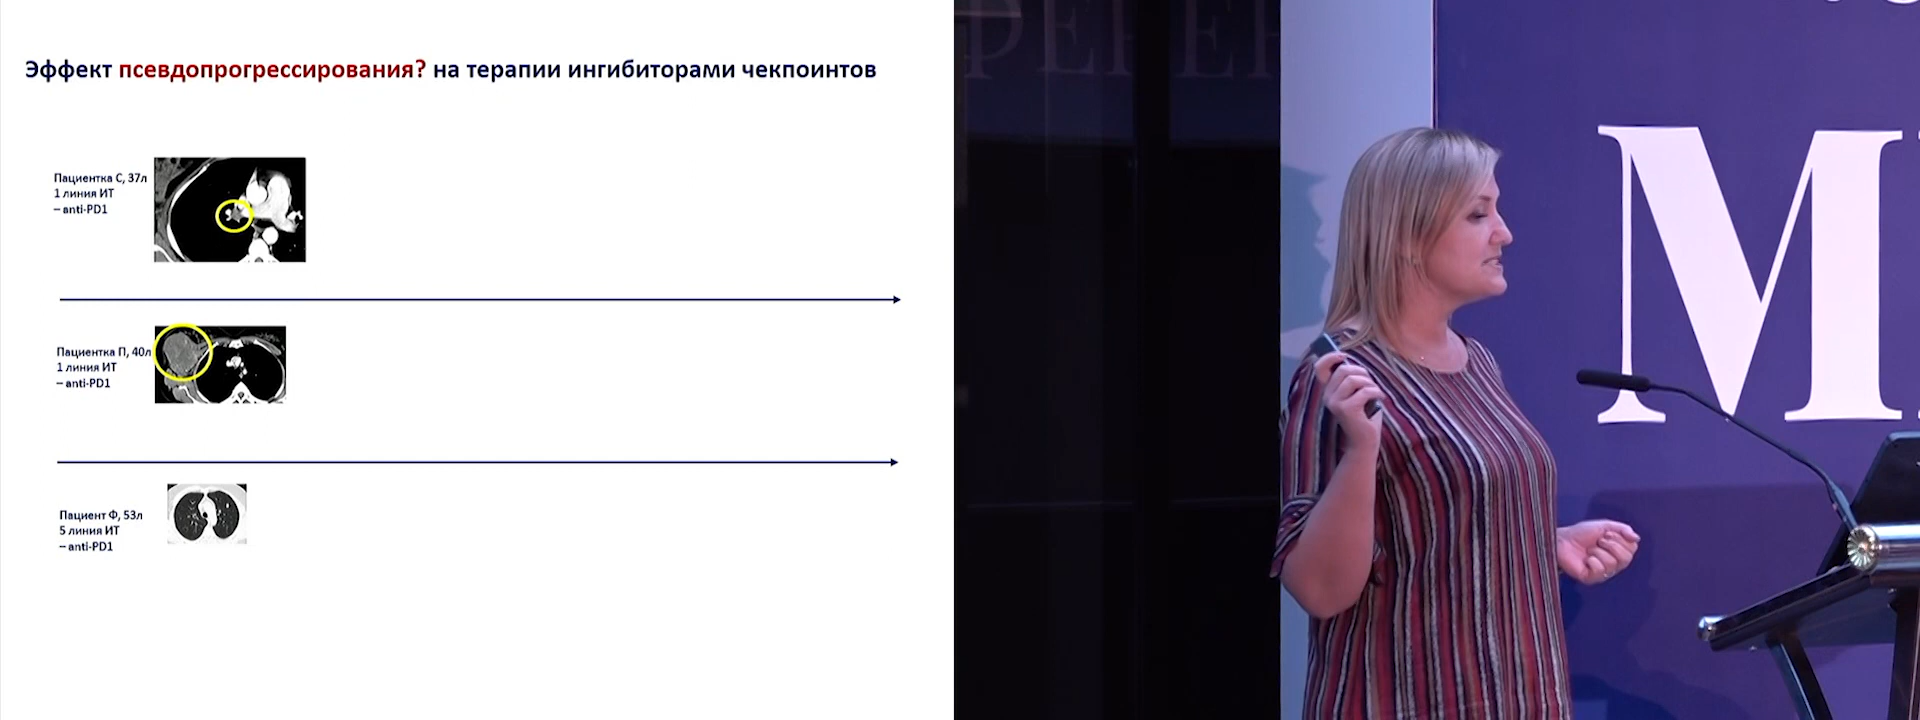 Эффект псевдопрогрессирования? на терапии ингибиторами чекпоинтов
Пациентка С, 37л
1 линия ИТ
– anti-PD1
Пациентка П, 40л
1 линия ИТ
– anti-PD1
Пациент Ф, 53л
5 линия ИТ
– anti-PD1
ФЕРЕН
М